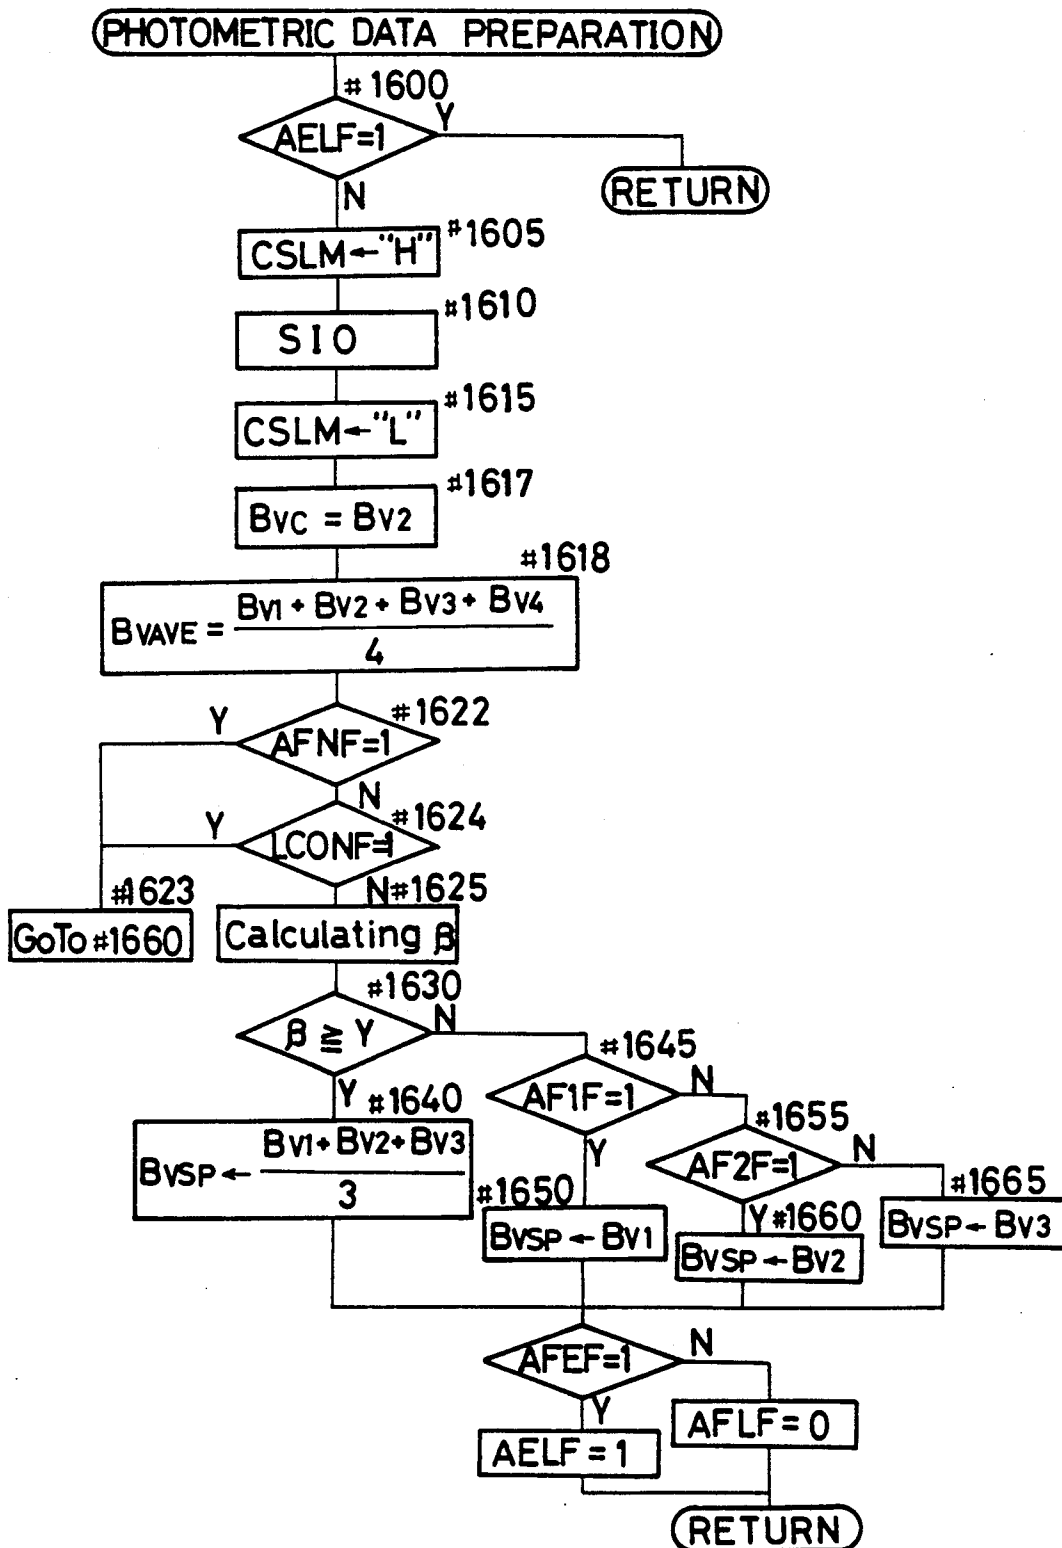 PHOTOMETRIC DATA PREPARATION
#1600
AELF=1
Y
RETURN
N
#1605
CSLM←"H"
#1610
SIO
#1615
CSLM←"L"
#1617
BVC = BV2
#1618
BVAVE = BV1 + BV2 + BV3 + BV4
4
Y
#1622
AFNF=1
N
Y
#1624
LCONF=1
#1623
N#1625
GoTo #1660
Calculating β
#1630
β ≧ Y
N
#1645
AF1F=1
N
Y
#1640
BVSP ← BV1+BV2+BV3
3
Y
#1655
AF2F=1
N
#1650
BVSP ← BV1
Y#1660
BVSP ← BV2
#1665
BVSP ← BV3
AFEF=1
N
Y
AFLF=0
AELF=1
RETURN